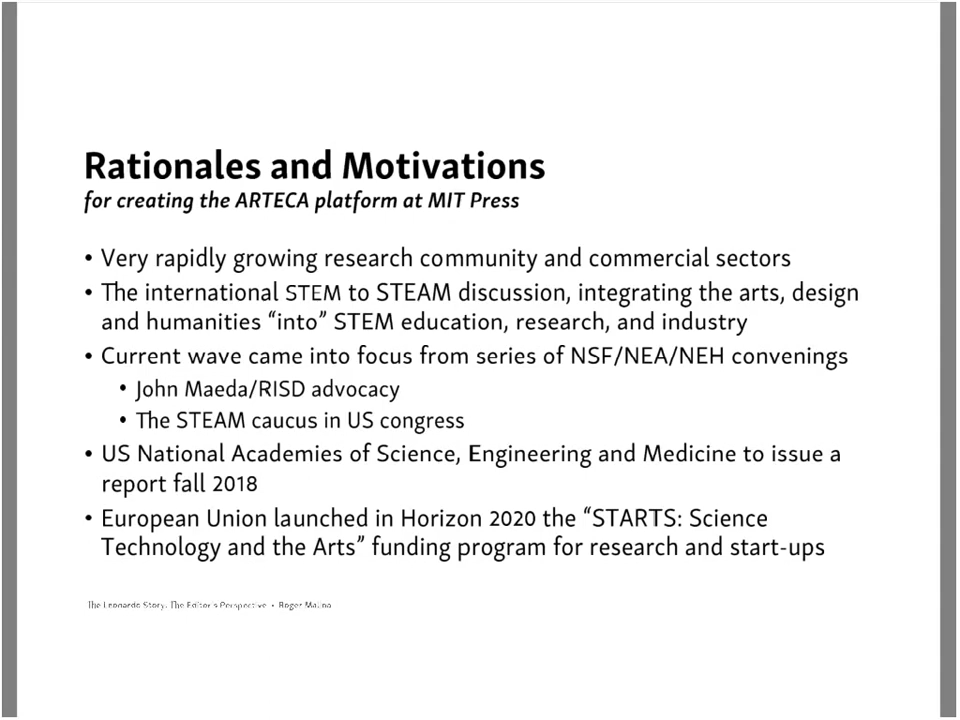 Rationales and Motivations
for creating the ARTECA platform at MIT Press
• Very rapidly growing research community and commercial sectors
• The international STEM to STEAM discussion, integrating the arts, design
and humanities “into” STEM education, research, and industry
• Current wave came into focus from series of NSF/NEA/NEH convenings
• John Maeda/RISD advocacy
• The STEAM caucus in US congress
• US National Academies of Science, Engineering and Medicine to issue a
report fall 2018
• European Union launched in Horizon 2020 the “STARTS: Science
Technology and the Arts” funding program for research and start-ups
The Leonardo Story: The Editor's Perspective • Roger Malina